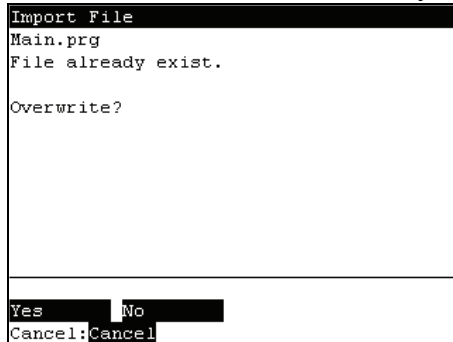 Import File
Main.prg
File already exist.
Overwrite?
Yes No
Cancel:Cancel